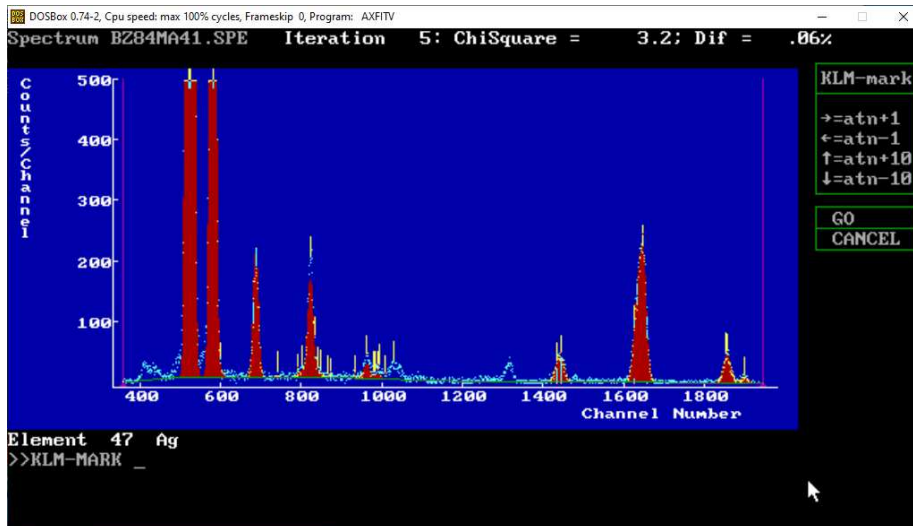 DOSBox 0.74-2, Cpu speed: max 100% cycles, Frameskip 0, Program: AXFITV
Spectrum BZ84MA41.SPE Iteration 5: ChiSquare = 3.2; Dif = .06%
Counts/Channel
500
400
300
200
100
400 600 800 1000 1200 1400 1600 1800
Channel Number
KLM-mark
→=atn+1
←=atn-1
↑=atn+10
↓=atn-10
GO
CANCEL
Element 47 Ag
>>KLM-MARK _